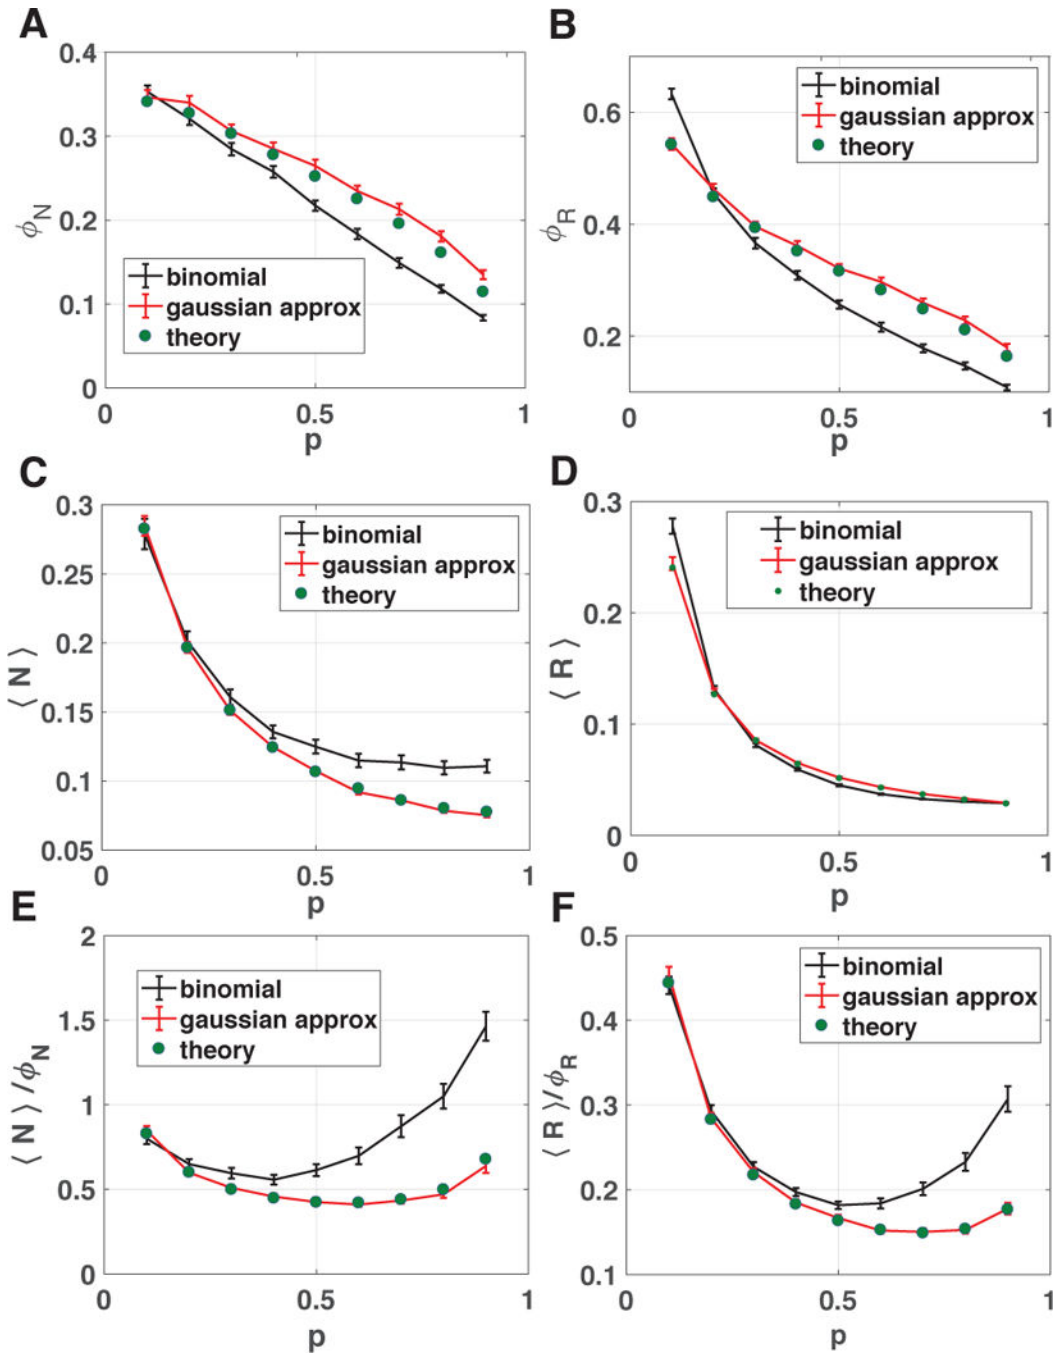 A
0.4
0.3
0.2
0.1
0
ϕN
binomial
gaussian approx
theory
0
0.5
1
p
B
0.6
0.4
0.2
ϕR
binomial
gaussian approx
theory
0
0.5
1
p
C
0.3
0.25
0.2
0.15
0.1
0.05
⟨ N ⟩
binomial
gaussian approx
theory
0
0.5
1
p
D
0.3
0.2
0.1
0
⟨ R ⟩
binomial
gaussian approx
theory
0
0.5
1
p
E
2
1.5
1
0.5
0
⟨ N ⟩ /ϕN
binomial
gaussian approx
theory
0
0.5
1
p
F
0.5
0.4
0.3
0.2
0.1
⟨ R ⟩/ϕR
binomial
gaussian approx
theory
0
0.5
1
p